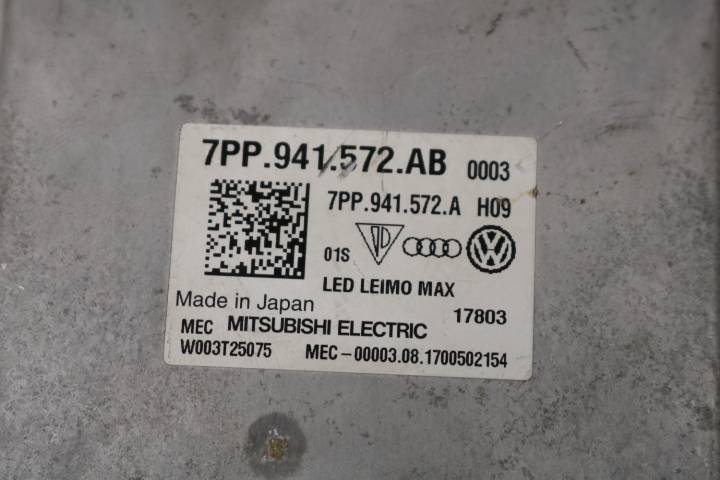 7PP.941.572.AB 0003
7PP.941.572.A H09
01S
LED LEIMO MAX
Made in Japan 17803
MEC MITSUBISHI ELECTRIC
W003T25075 MEC-00003.08.1700502154